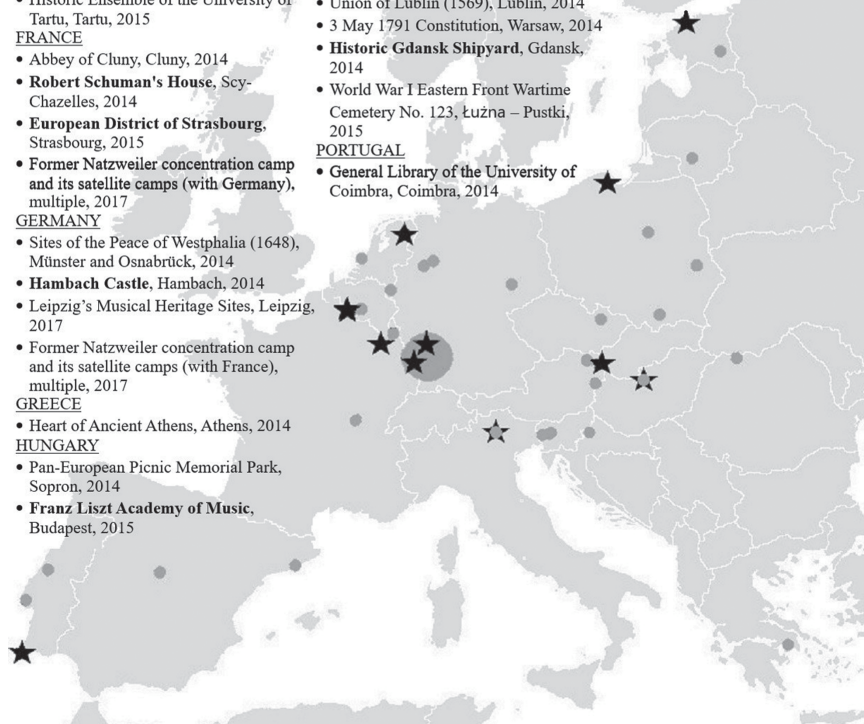 • Historic Ensemble of the University of
Tartu, Tartu, 2015
FRANCE
• Abbey of Cluny, Cluny, 2014
• Robert Schuman's House, Scy-
Chazelles, 2014
• European District of Strasbourg,
Strasbourg, 2015
• Former Natzweiler concentration camp
and its satellite camps (with Germany),
multiple, 2017
GERMANY
• Sites of the Peace of Westphalia (1648),
Münster and Osnabrück, 2014
• Hambach Castle, Hambach, 2014
• Leipzig’s Musical Heritage Sites, Leipzig,
2017
• Former Natzweiler concentration camp
and its satellite camps (with France),
multiple, 2017
GREECE
• Heart of Ancient Athens, Athens, 2014
HUNGARY
• Pan-European Picnic Memorial Park,
Sopron, 2014
• Franz Liszt Academy of Music,
Budapest, 2015
• Union of Lublin (1569), Lublin, 2014
• 3 May 1791 Constitution, Warsaw, 2014
• Historic Gdansk Shipyard, Gdansk,
2014
• World War I Eastern Front Wartime
Cemetery No. 123, Łużna – Pustki,
2015
PORTUGAL
• General Library of the University of
Coimbra, Coimbra, 2014